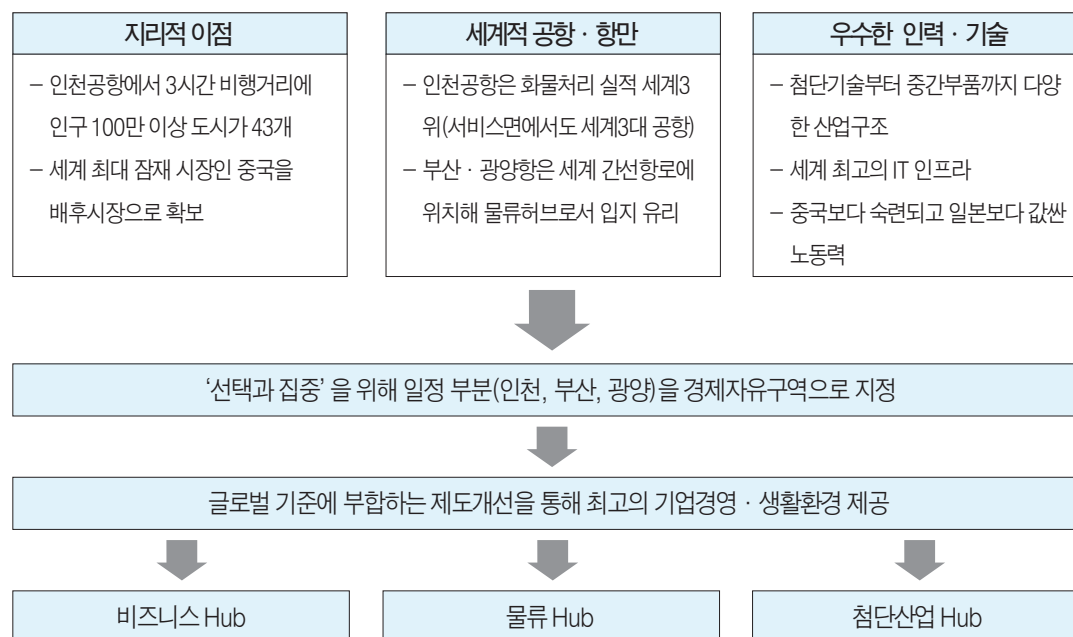 지리적 이점
– 인천공항에서 3시간 비행거리에
인구 100만 이상 도시가 43개
– 세계 최대 잠재 시장인 중국을
배후시장으로 확보
세계적 공항 · 항만
– 인천공항은 화물처리 실적 세계3
위(서비스면에서도 세계3대 공항)
– 부산 · 광양항은 세계 간선항로에
위치해 물류허브로서 입지 유리
우수한 인력 · 기술
– 첨단기술부터 중간부품까지 다양
한 산업구조
– 세계 최고의 IT 인프라
– 중국보다 숙련되고 일본보다 값싼
노동력
‘선택과 집중’ 을 위해 일정 부분(인천, 부산, 광양)을 경제자유구역으로 지정
글로벌 기준에 부합하는 제도개선을 통해 최고의 기업경영 · 생활환경 제공
비즈니스 Hub
물류 Hub
첨단산업 Hub